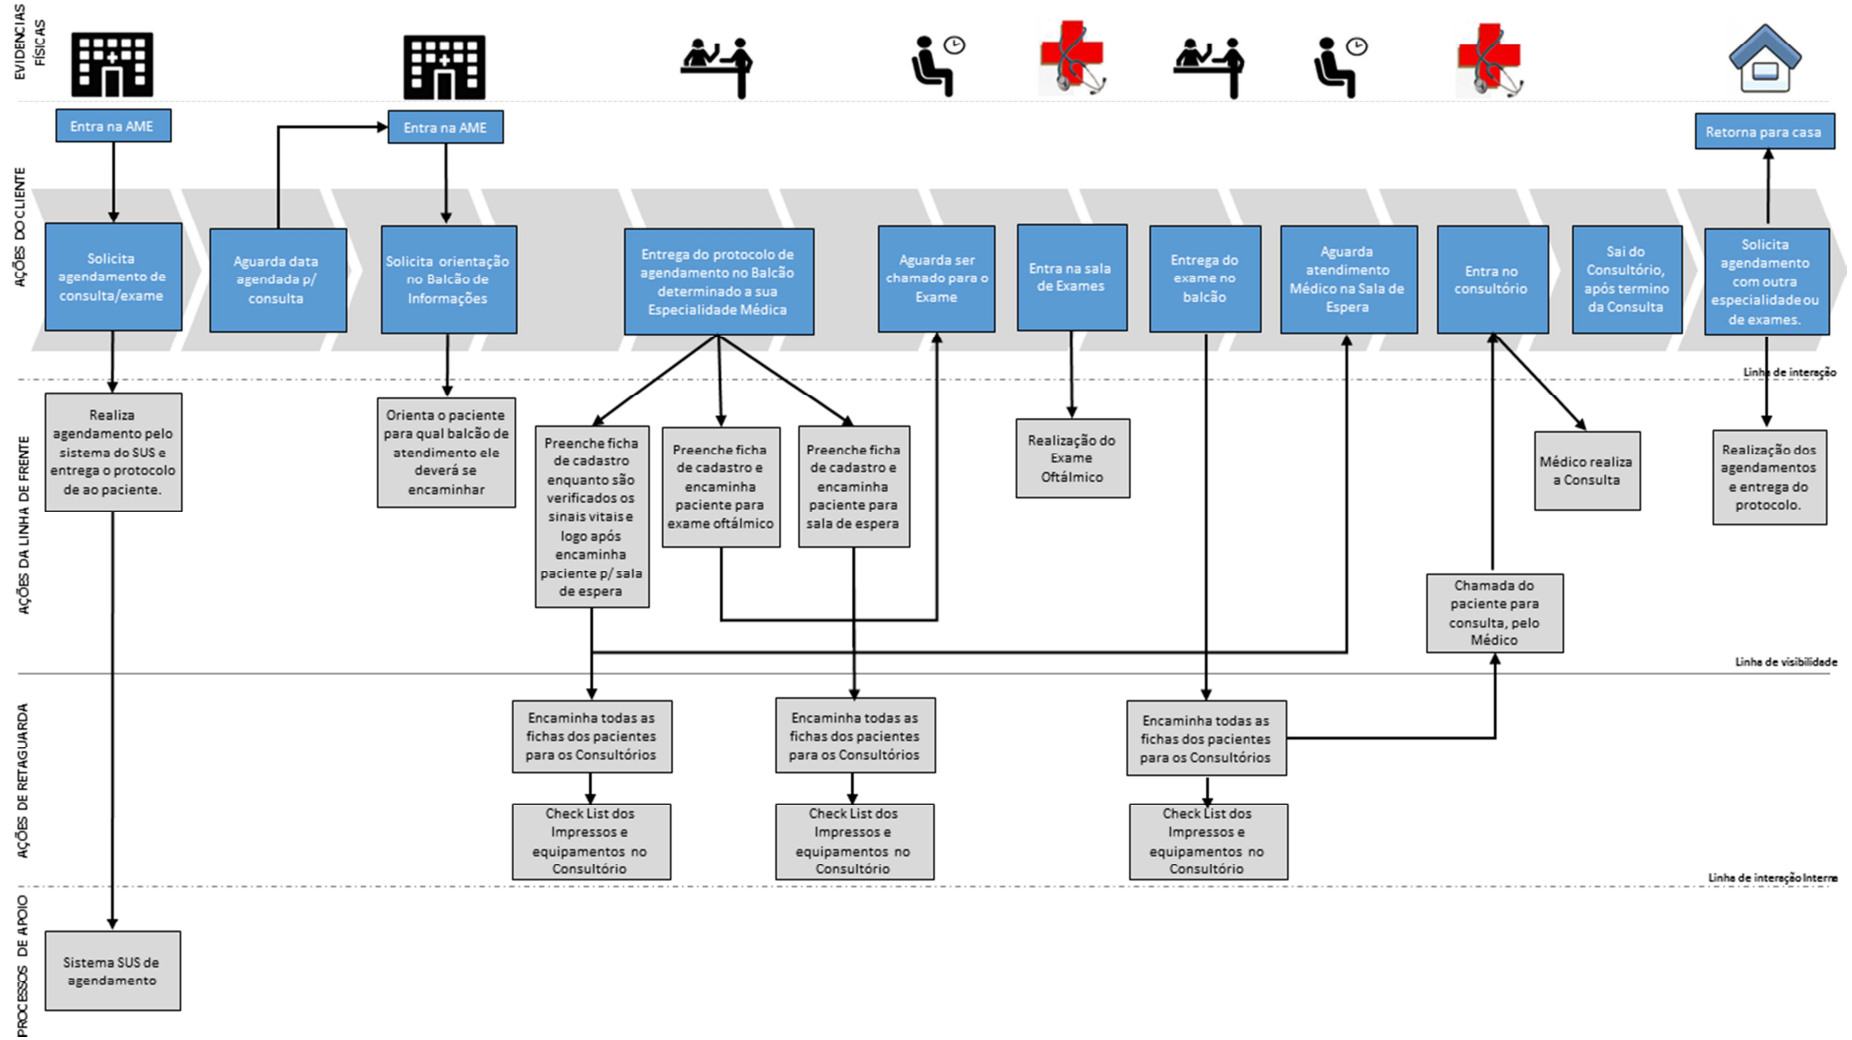 EVIDENCIAS
FÍSICAS
Entra na AME
Entra na AME
Retorna para casa
AÇÕES DO CLIENTE
Solicita
agendamento de
consulta/exame
Aguarda data
agendada p/
consulta
Solicita orientação
no Balcão de
Informações
Entrega do protocolo de
agendamento no Balcão
determinado a sua
Especialidade Médica
Aguarda ser
chamado para o
Exame
Entra na sala
de Exames
Entrega do
exame no
balcão
Aguarda
atendimento
Médico na Sala de
Espera
Entra no
consultório
Sai do
Consultório,
após termino
da Consulta
Solicita
agendamento
com outra
especialidade ou
de exames.
Linha de interação
AÇÕES DA LINHA DE FRENTE
Realiza
agendamento pelo
sistema do SUS e
entrega o protocolo
de ao paciente.
Orienta o paciente
para qual balcão de
atendimento ele
deverá se
encaminhar
Preenche ficha
de cadastro
enquanto são
verificados os
sinais vitais e
logo após
encaminha
paciente p/ sala
de espera
Preenche ficha
de cadastro e
encaminha
paciente para
exame oftálmico
Preenche ficha
de cadastro e
encaminha
paciente para
sala de espera
Realização do
Exame
Oftálmico
Médico realiza
a Consulta
Realização dos
agendamentos
e entrega do
protocolo.
Chamada do
paciente para
consulta, pelo
Médico
Linha de visibilidade
AÇÕES DE RETAGUARDA
Encaminha todas as
fichas dos pacientes
para os Consultórios
Encaminha todas as
fichas dos pacientes
para os Consultórios
Encaminha todas as
fichas dos pacientes
para os Consultórios
Check List dos
Impressos e
equipamentos no
Consultório
Check List dos
Impressos e
equipamentos no
Consultório
Check List dos
Impressos e
equipamentos no
Consultório
Linha de interação Interna
PROCESSOS DE APOIO
Sistema SUS de
agendamento